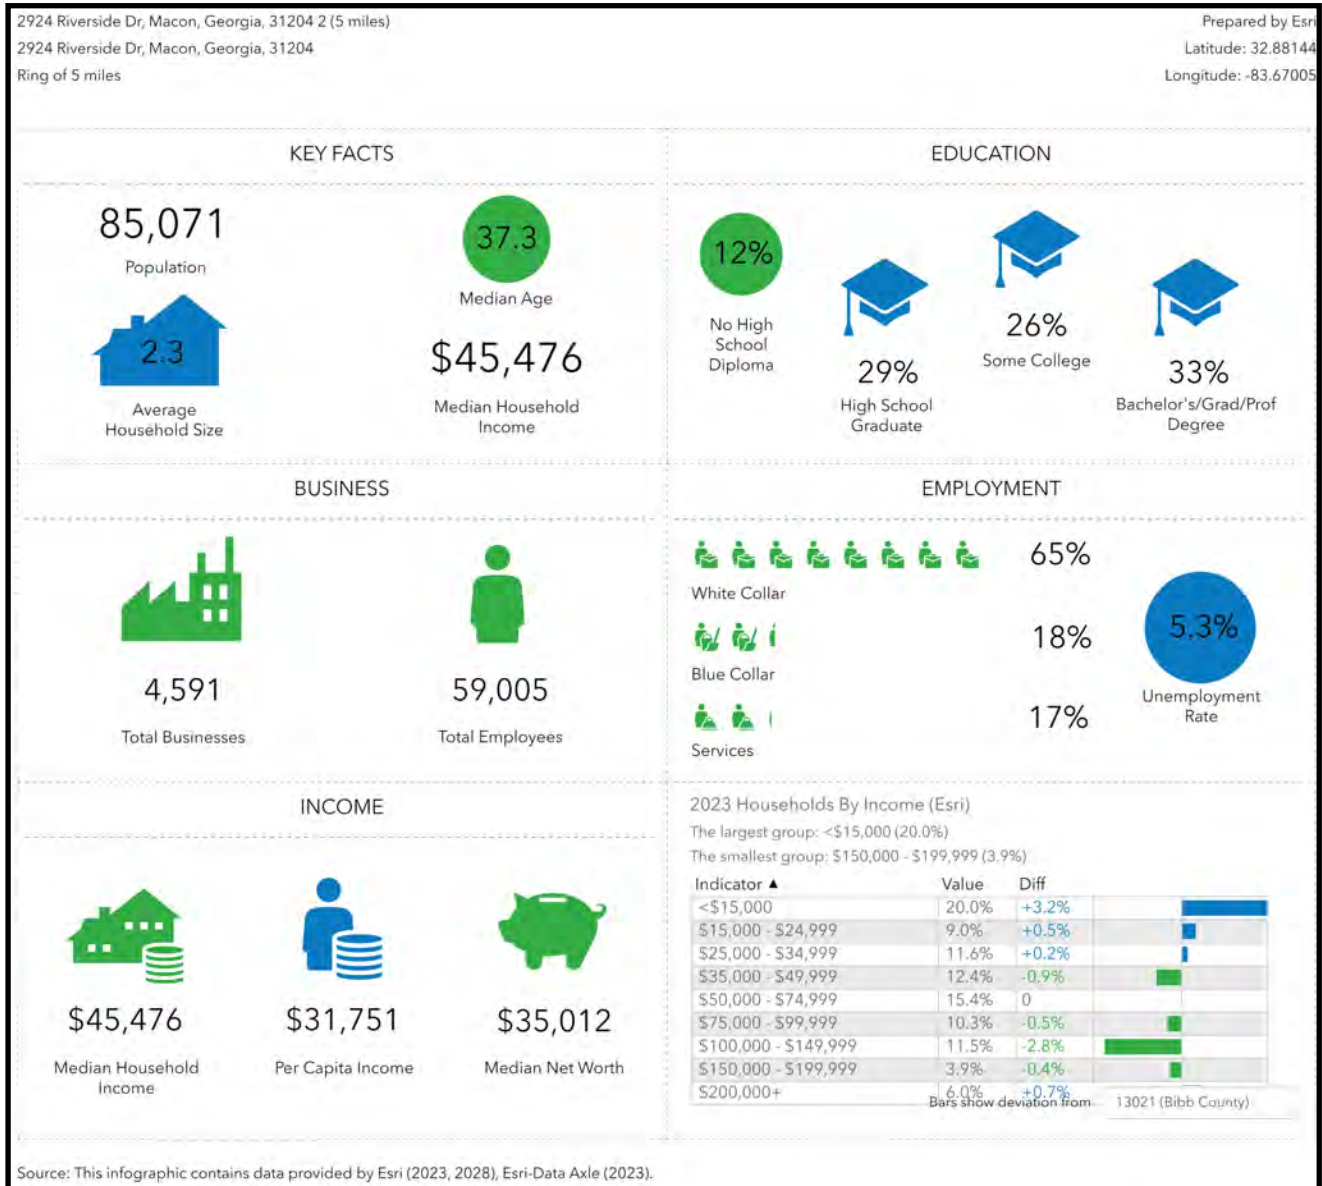 2924 Riverside Dr, Macon, Georgia, 31204 2 (5 miles)
Prepared by Esri
2924 Riverside Dr, Macon, Georgia, 31204
Latitude: 32.88144
Ring of 5 miles
Longitude: -83.67005
KEY FACTS
85,071
Population
37.3
Median Age
2.3
Average
Household Size
$45,476
Median Household
Income
EDUCATION
12%
No High
School
Diploma
29%
High School
Graduate
26%
Some College
33%
Bachelor's/Grad/Prof
Degree
BUSINESS
4,591
Total Businesses
59,005
Total Employees
EMPLOYMENT
65%
White Collar
18%
Blue Collar
17%
Services
5.3%
Unemployment
Rate
INCOME
$45,476
Median Household
Income
$31,751
Per Capita Income
$35,012
Median Net Worth
2023 Households By Income (Esri)
The largest group: <$15,000 (20.0%)
The smallest group: $150,000 - $199,999 (3.9%)
Indicator ▲ Value Diff
<$15,000 20.0% +3.2%
$15,000 - $24,999 9.0% +0.5%
$25,000 - $34,999 11.6% +0.2%
$35,000 - $49,999 12.4% -0.9%
$50,000 - $74,999 15.4% 0
$75,000 - $99,999 10.3% -0.5%
$100,000 - $149,999 11.5% -2.8%
$150,000 - $199,999 3.9% -0.4%
$200,000+ 6.0% +0.7%
Bars show deviation from 13021 (Bibb County)
Source: This infographic contains data provided by Esri (2023, 2028), Esri-Data Axle (2023).